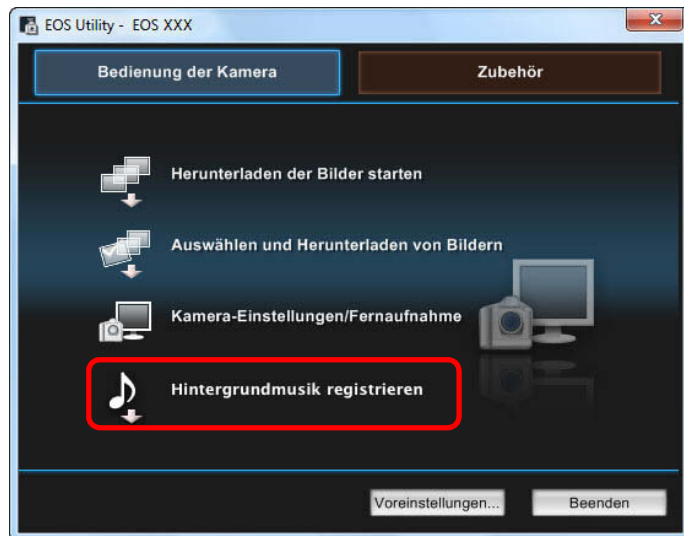 EOS Utility - EOS XXX
Bedienung der Kamera
Zubehör
Herunterladen der Bilder starten
Auswählen und Herunterladen von Bildern
Kamera-Einstellungen/Fernaufnahme
Hintergrundmusik registrieren
Voreinstellungen...
Beenden